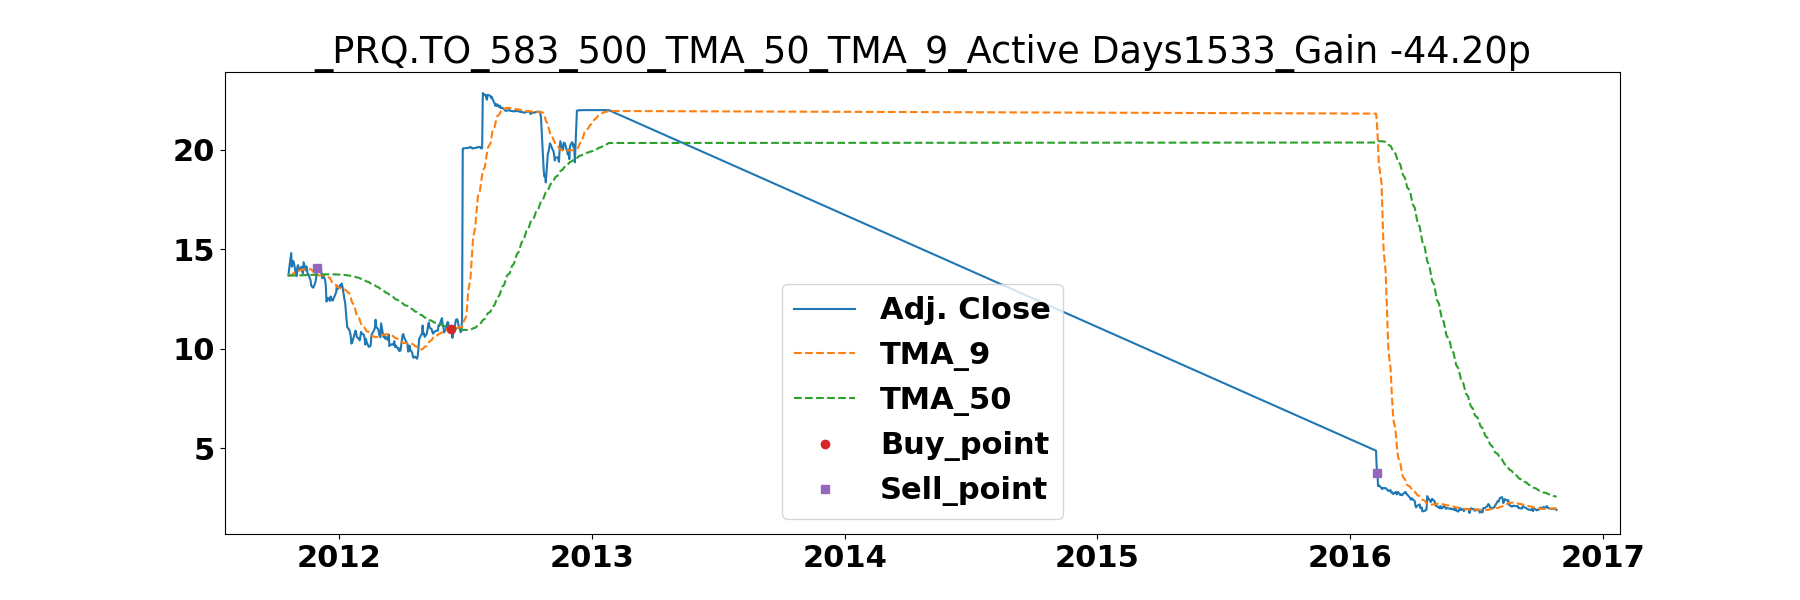 _PRQ.TO_583_500_TMA_50_TMA_9_Active Days1533_Gain -44.20p
20
15
10
5
Adj. Close
TMA_9
TMA_50
Buy_point
Sell_point
2012 2013 2014 2015 2016 2017